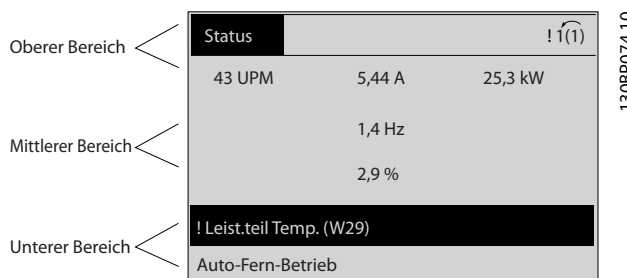 Oberer Bereich
Status
! 1(1)
43 UPM 5,44 A 25,3 kW
Mittlerer Bereich
1,4 Hz
2,9 %
! Leist.teil Temp. (W29)
Unterer Bereich
Auto-Fern-Betrieb
130BP074.10